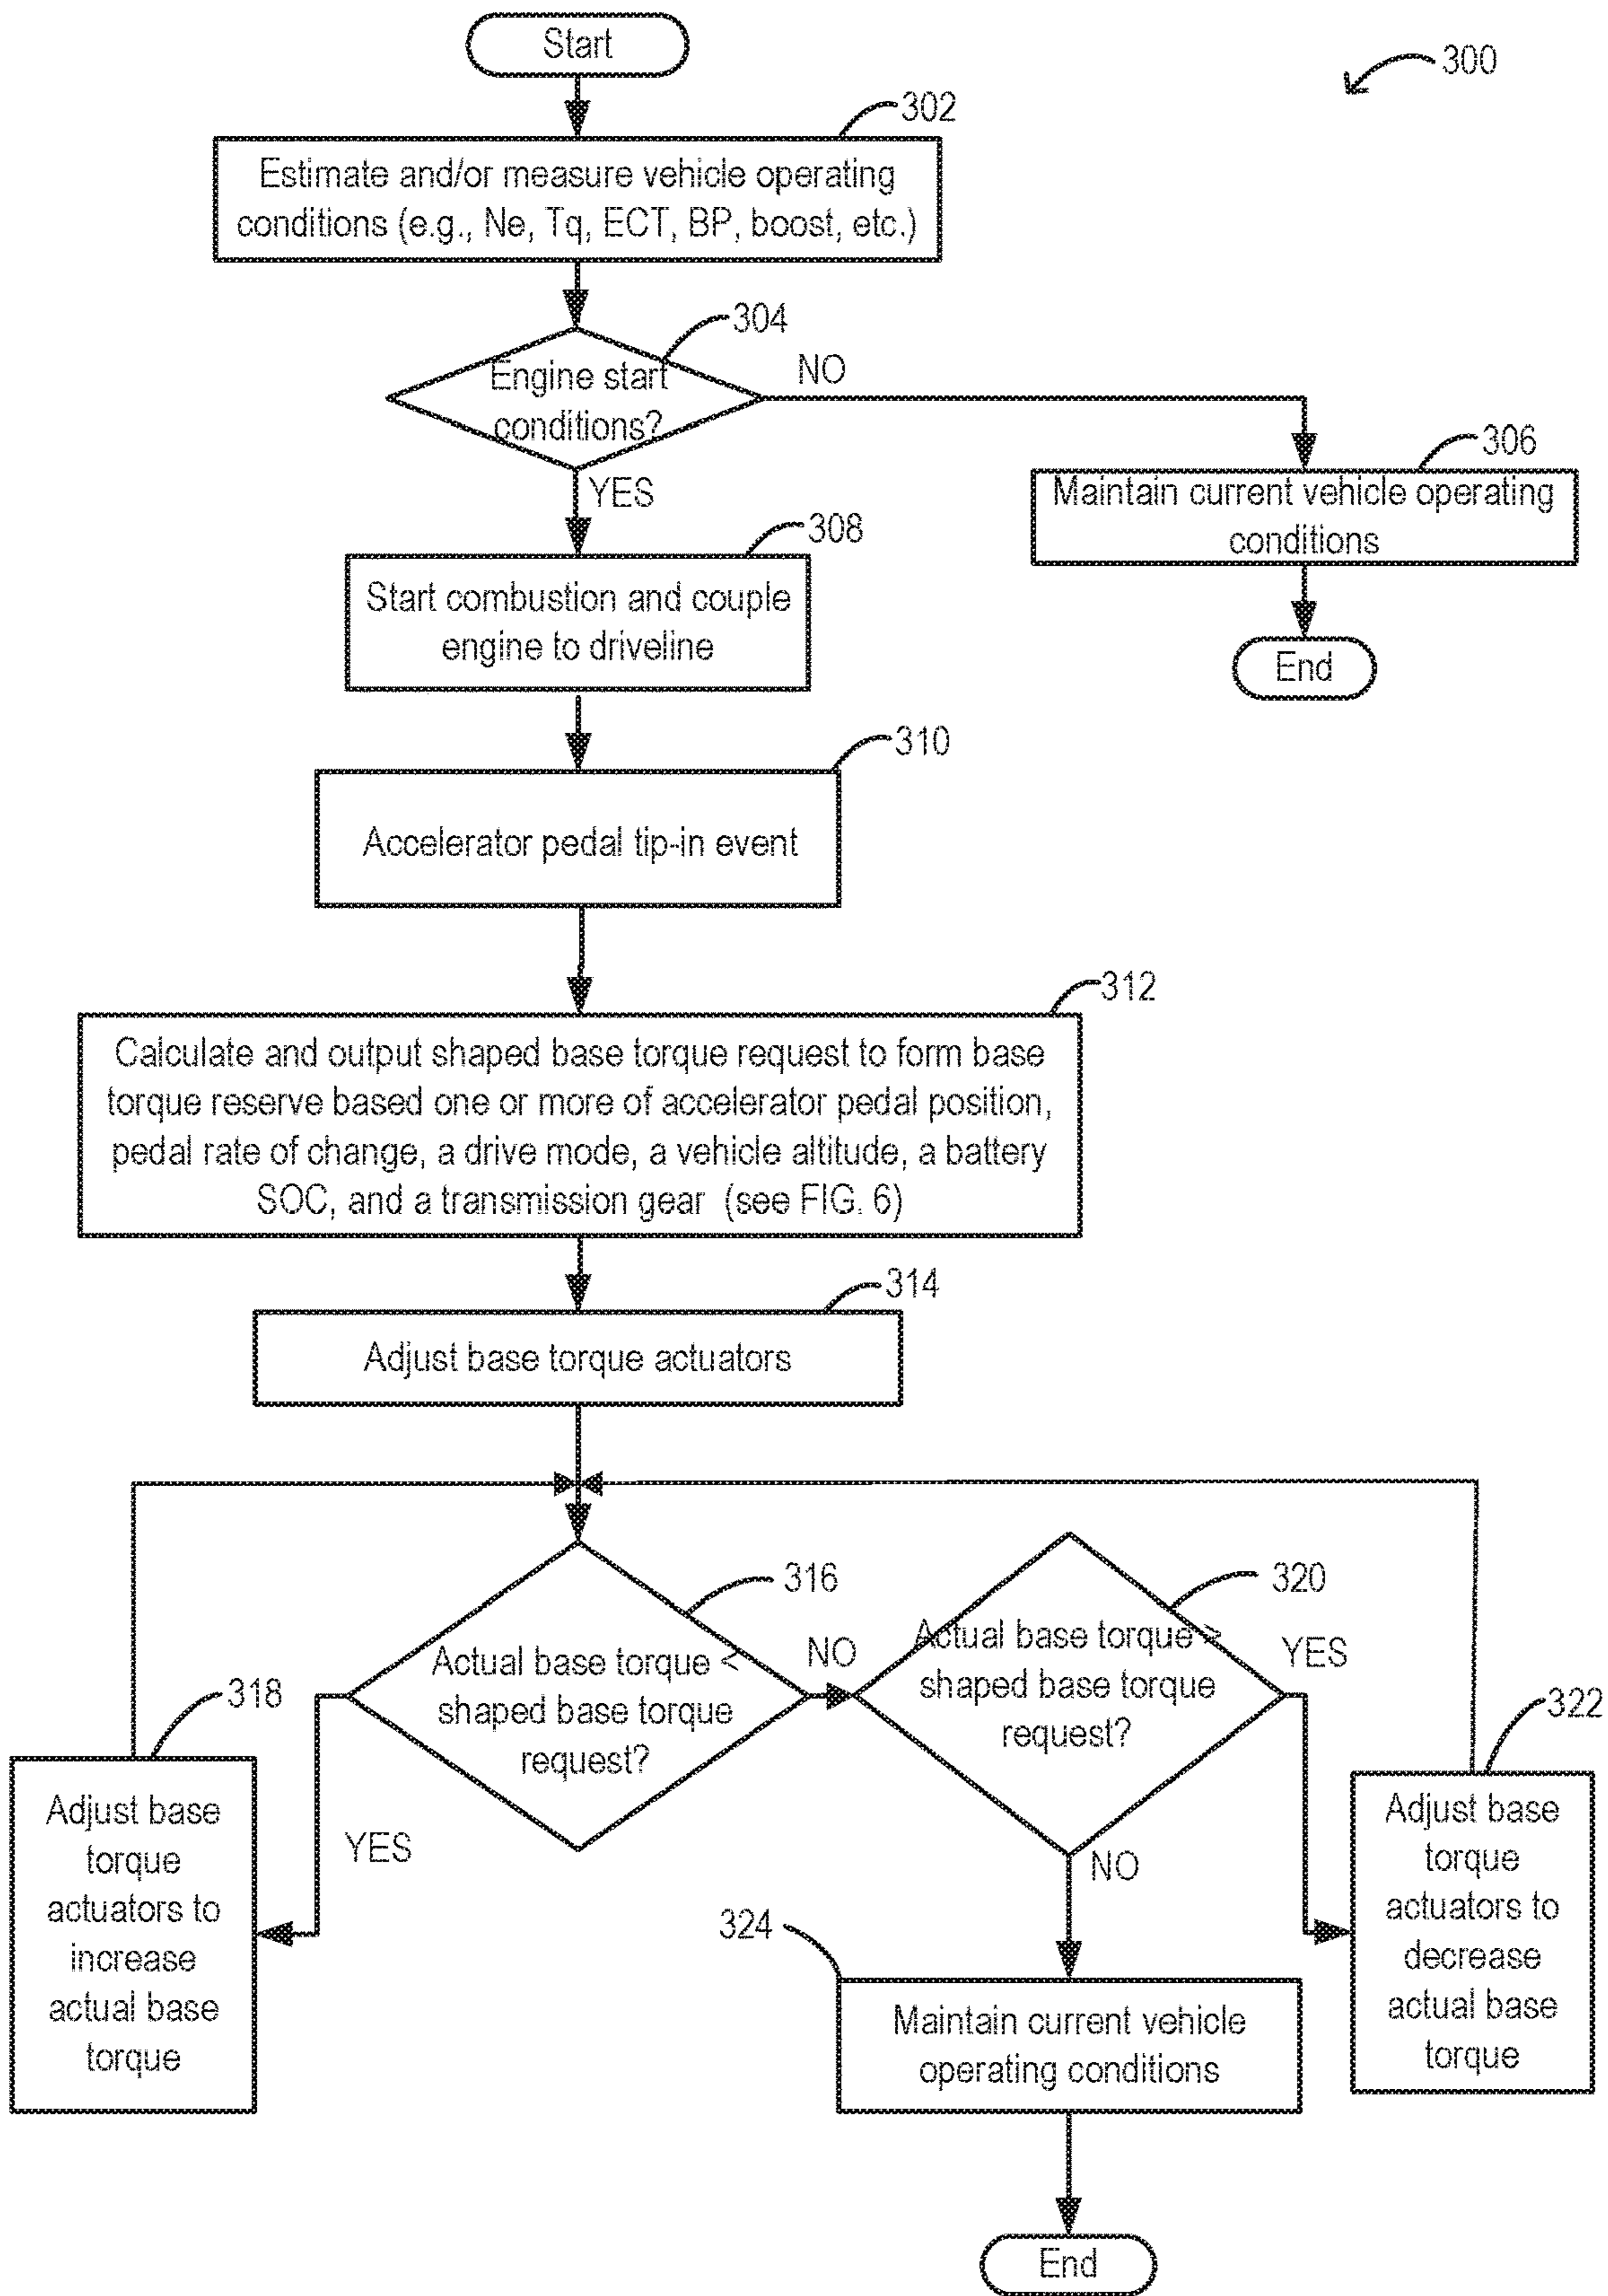 Start
300
302
Estimate and/or measure vehicle operating
conditions (e.g., Ne, Tq, ECT, BP, boost, etc.)
304
Engine start
conditions?
NO
YES
306
Maintain current vehicle operating
conditions
End
308
Start combustion and couple
engine to driveline
310
Accelerator pedal tip-in event
312
Calculate and output shaped base torque request to form base
torque reserve based one or more of accelerator pedal position,
pedal rate of change, a drive mode, a vehicle altitude, a battery
SOC, and a transmission gear (see FIG. 6)
314
Adjust base torque actuators
316
Actual base torque <
shaped base torque
request?
NO
YES
318
Adjust base
torque
actuators to
increase
actual base
torque
320
Actual base torque >
shaped base torque
request?
YES
NO
322
Adjust base
torque
actuators to
decrease
actual base
torque
324
Maintain current vehicle
operating conditions
End